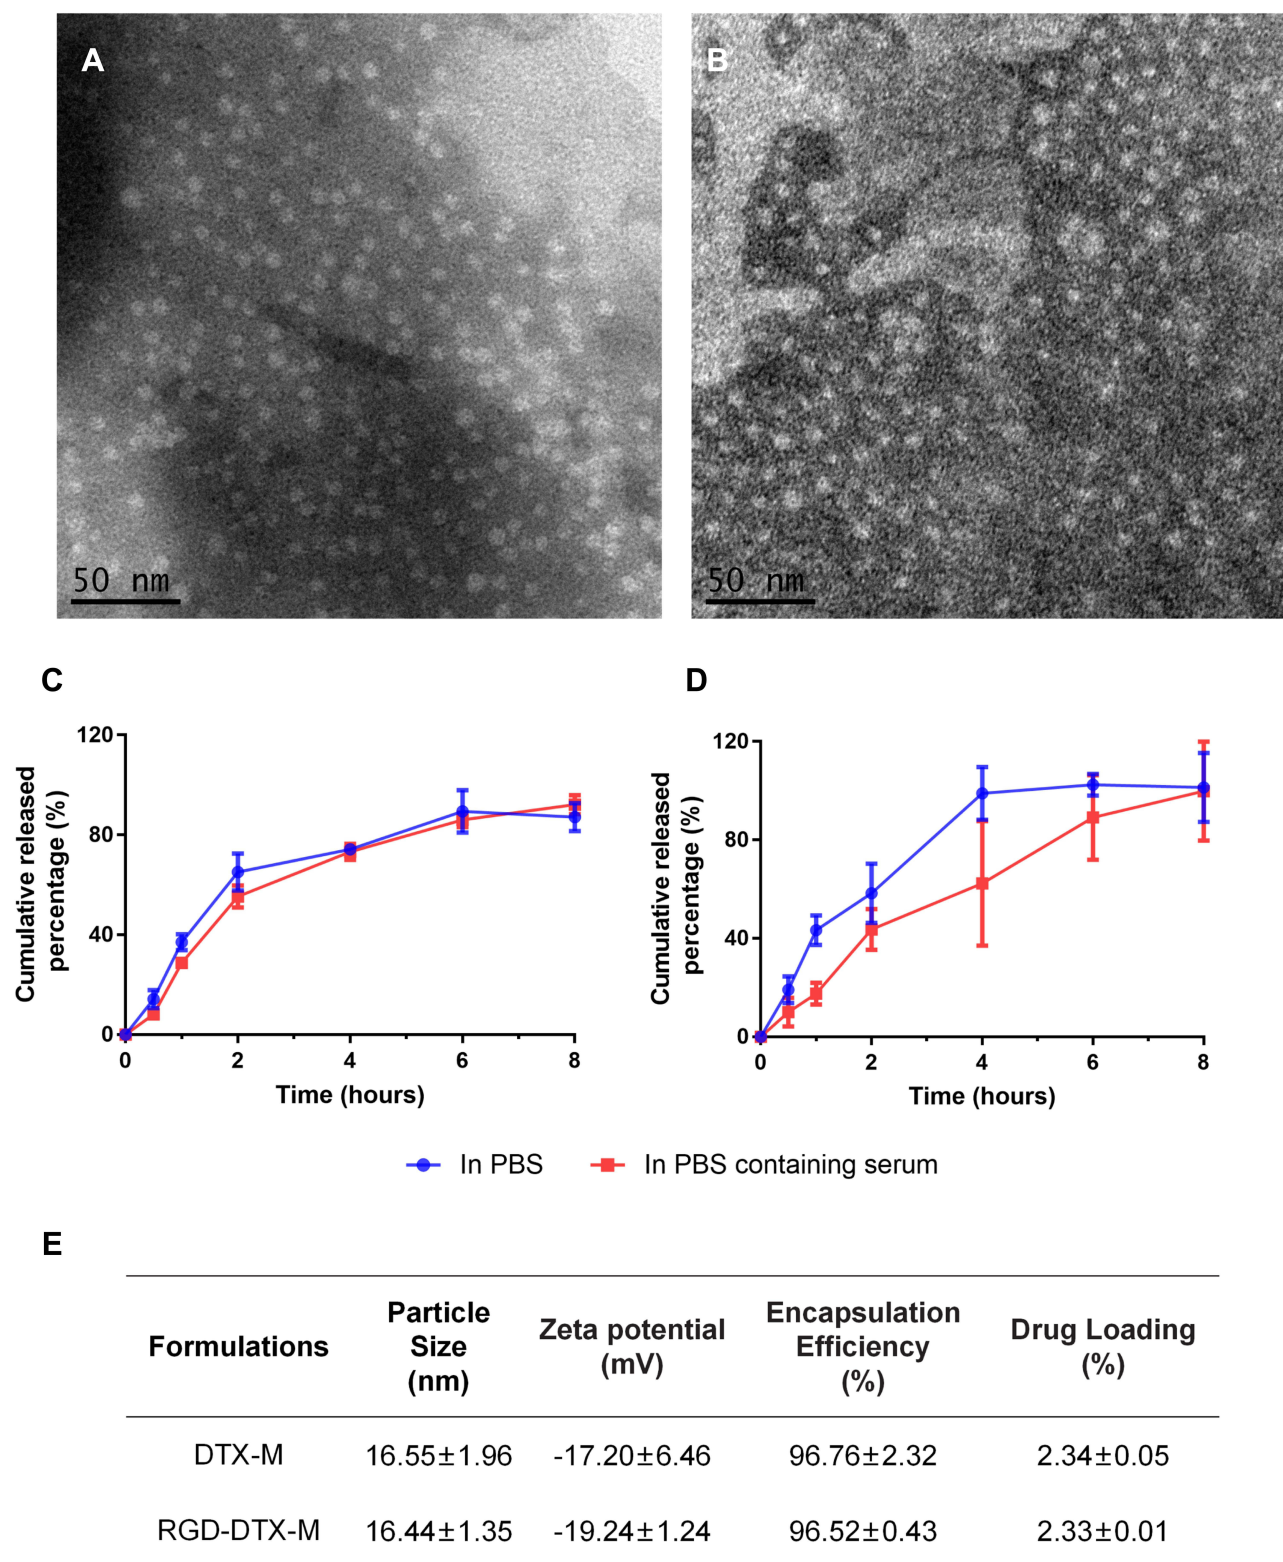 A
B
50 nm
50 nm
C
D
Cumulative released
percentage (%)
120
80
40
0
0
2
4
6
8
Time (hours)
Cumulative released
percentage (%)
120
80
40
0
0
2
4
6
8
Time (hours)
In PBS
In PBS containing serum
E
Formulations
Particle
Size
(nm)
Zeta potential
(mV)
Encapsulation
Efficiency
(%)
Drug Loading
(%)
DTX-M 16.55±1.96 -17.20±6.46 96.76±2.32 2.34±0.05
RGD-DTX-M 16.44±1.35 -19.24±1.24 96.52±0.43 2.33±0.01